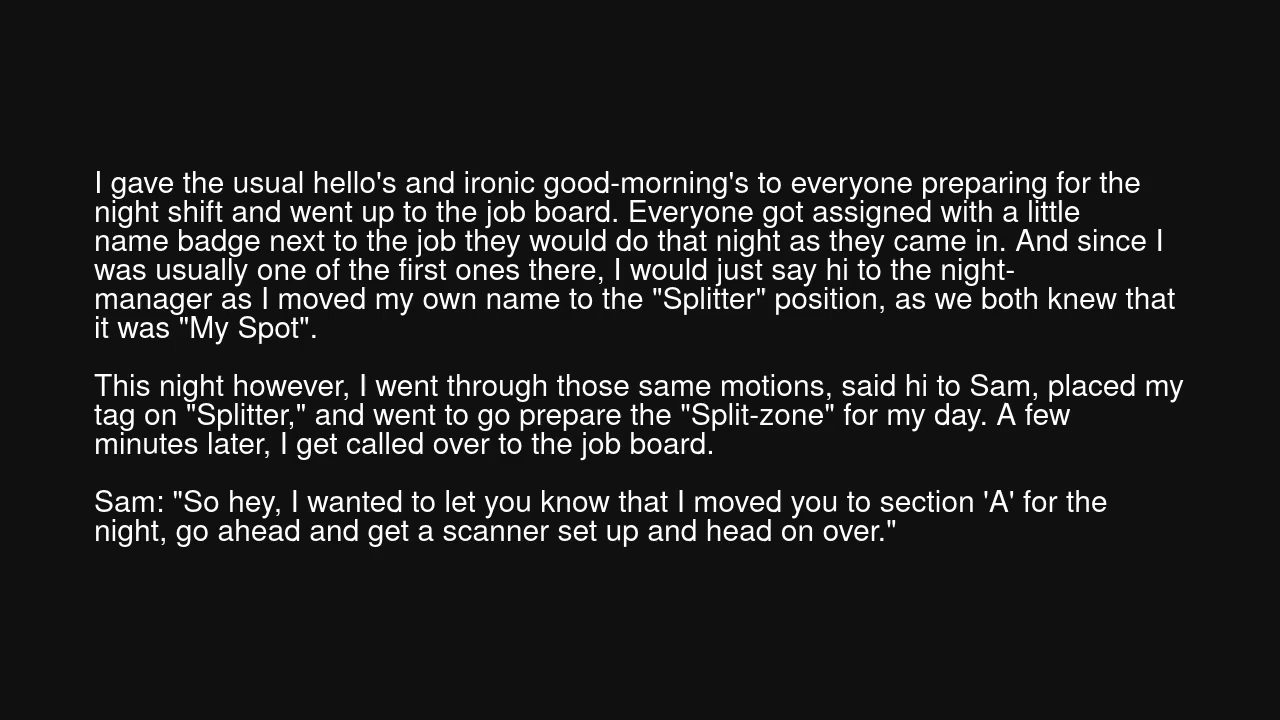 I gave the usual hello's and ironic good-morning's to everyone preparing for the
night shift and went up to the job board. Everyone got assigned with a little
name badge next to the job they would do that night as they came in. And since I
was usually one of the first ones there, I would just say hi to the night-
manager as I moved my own name to the "Splitter" position, as we both knew that
it was "My Spot".
This night however, I went through those same motions, said hi to Sam, placed my
tag on "Splitter," and went to go prepare the "Split-zone" for my day. A few
minutes later, I get called over to the job board.
Sam: "So hey, I wanted to let you know that I moved you to section 'A' for the
night, go ahead and get a scanner set up and head on over."